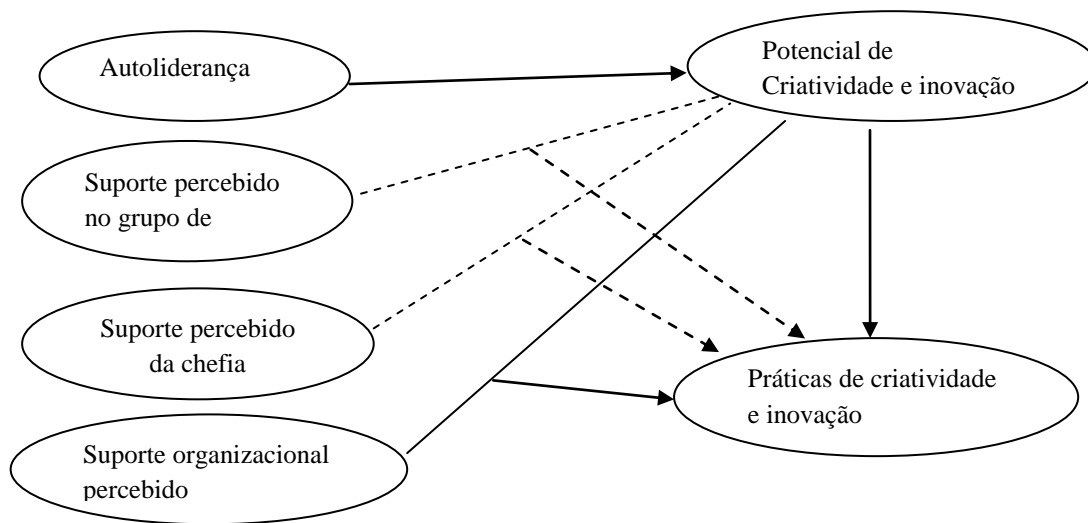 Autoliderança
Potencial de
Criatividade e inovação
Suporte percebido
no grupo de
Suporte percebido
da chefia
Práticas de criatividade
e inovação
Suporte organizacional
percebido